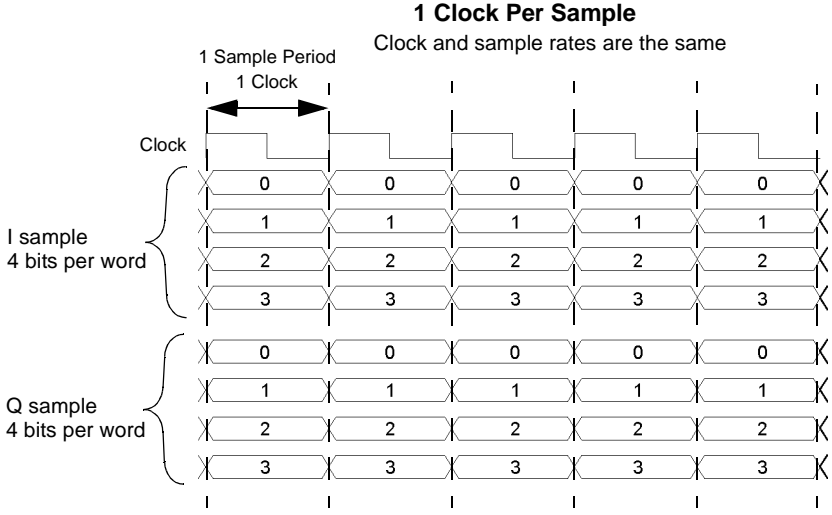 1 Clock Per Sample
Clock and sample rates are the same
1 Sample Period
1 Clock
Clock
I sample
4 bits per word
0 0 0 0 0
1 1 1 1 1
2 2 2 2 2
3 3 3 3 3
Q sample
4 bits per word
0 0 0 0 0
1 1 1 1 1
2 2 2 2 2
3 3 3 3 3